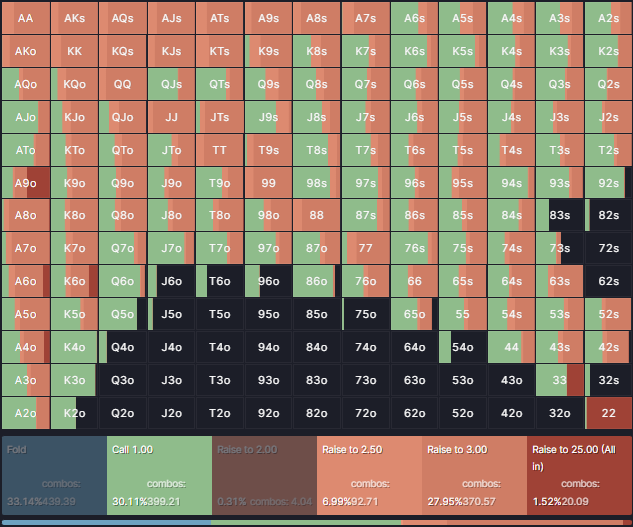 AA AKs AQs AJs ATs A9s A8s A7s A6s A5s A4s A3s A2s
AKo KK KQs KJs KTs K9s K8s K7s K6s K5s K4s K3s K2s
AQo KQo QQ QJs QTs Q9s Q8s Q7s Q6s Q5s Q4s Q3s Q2s
AJo KJo QJo JJ JTs J9s J8s J7s J6s J5s J4s J3s J2s
ATo KTo QTo JTo TT T9s T8s T7s T6s T5s T4s T3s T2s
A9o K9o Q9o J9o T9o 99 98s 97s 96s 95s 94s 93s 92s
A8o K8o Q8o J8o T8o 98o 88 87s 86s 85s 84s 83s 82s
A7o K7o Q7o J7o T7o 97o 87o 77 76s 75s 74s 73s 72s
A6o K6o Q6o J6o T6o 96o 86o 76o 66 65s 64s 63s 62s
A5o K5o Q5o J5o T5o 95o 85o 75o 65o 55 54s 53s 52s
A4o K4o Q4o J4o T4o 94o 84o 74o 64o 54o 44 43s 42s
A3o K3o Q3o J3o T3o 93o 83o 73o 63o 53o 43o 33 32s
A2o K2o Q2o J2o T2o 92o 82o 72o 62o 52o 42o 32o 22
Fold Call 1.00 Raise to 2.00 Raise to 2.50 Raise to 3.00 Raise to 25.00 (All
in)
combos: combos: combos: combos: combos:
33.14%439.39 30.11%399.21 0.31% combos: 4.04 6.99%92.71 27.95%370.57 1.52%20.09